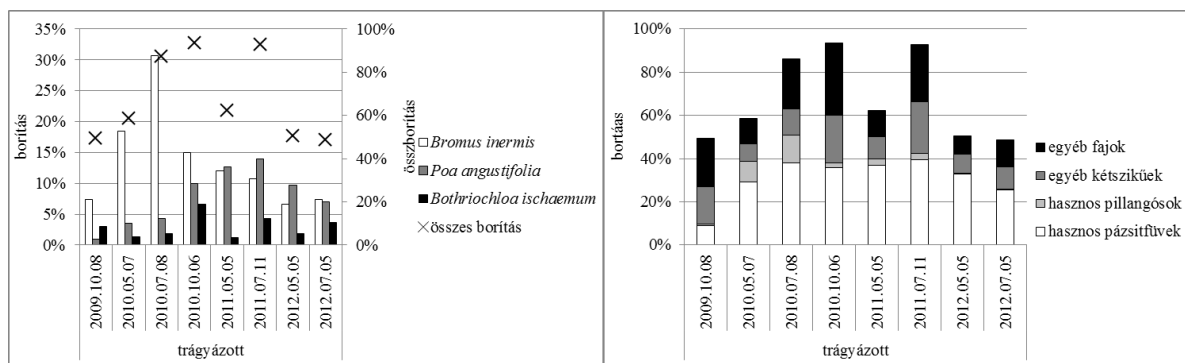 35%
30%
25%
20%
15%
10%
5%
0%
borítás
100%
80%
60%
40%
20%
0%
összborítás
2009.10.08
2010.05.07
2010.07.08
2010.10.06
2011.05.05
2011.07.11
2012.05.05
2012.07.05
trágyázott
Bromus inermis
Poa angustifolia
Bothriochloa ischaemum
összes borítás
100%
80%
60%
40%
20%
0%
bortáas
2009.10.08
2010.05.07
2010.07.08
2010.10.06
2011.05.05
2011.07.11
2012.05.05
2012.07.05
trágyázott
egyéb fajok
egyéb kétszikűek
hasznos pillangósok
hasznos pázsitfüvek